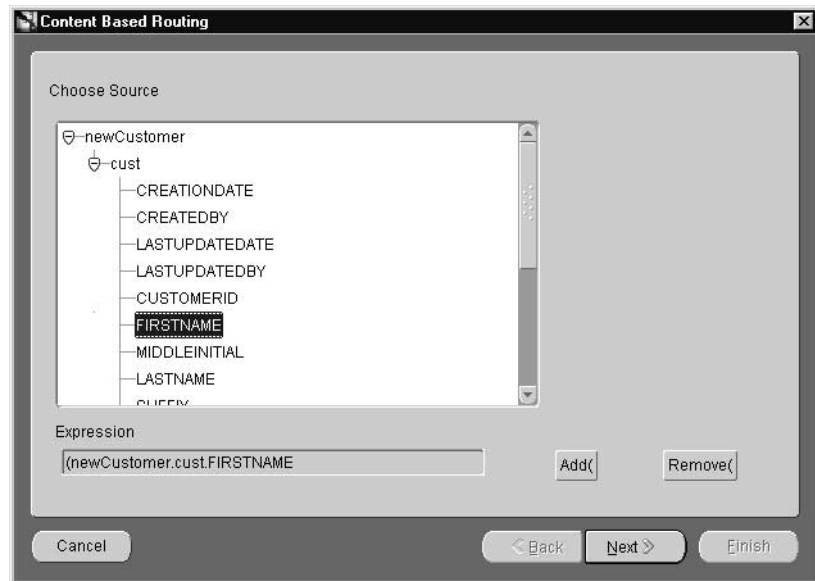 Content Based Routing
Choose Source
newCustomer
cust
CREATIONDATE
CREATEDBY
LASTUPDATEDATE
LASTUPDATEDBY
CUSTOMERID
FIRSTNAME
MIDDLEINITIAL
LASTNAME
SUFFIX
Expression
(newCustomer.cust.FIRSTNAME
Add(
Remove(
Cancel
Back
Next
Finish